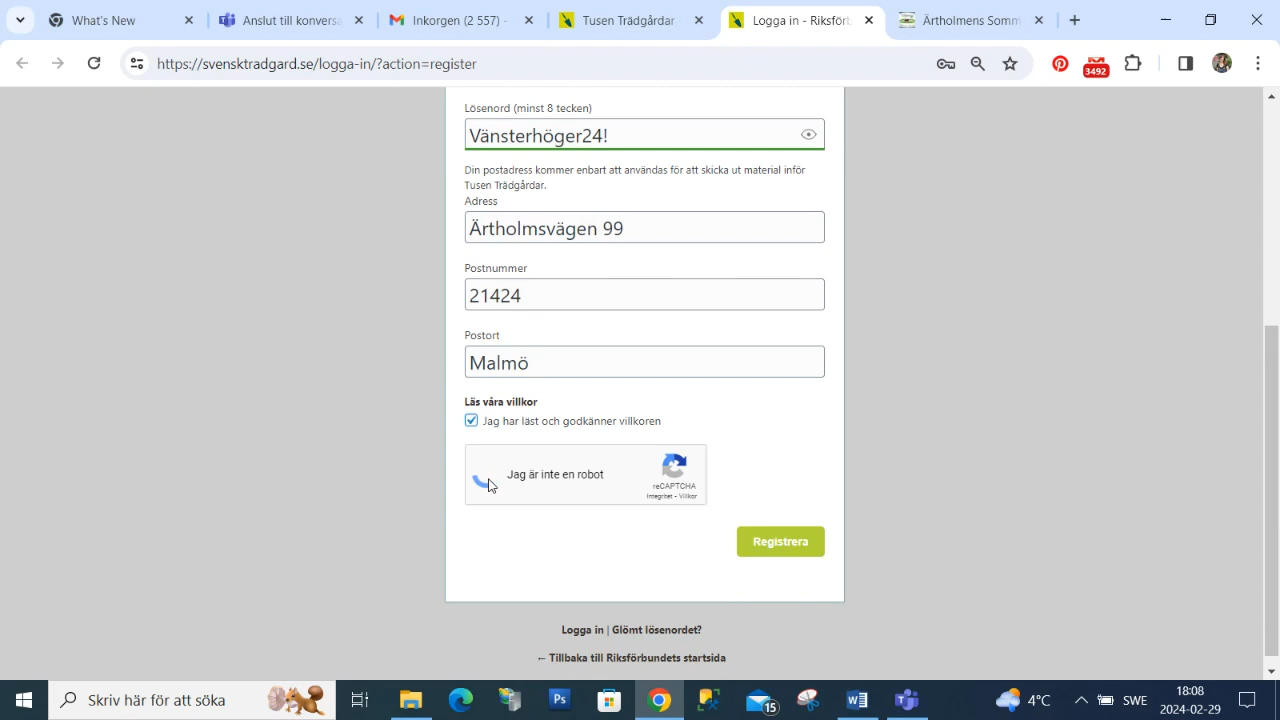 What's New
Anslut till konversa
Inkorgen (2 557) -
Tusen Trädgårdar
Logga in - Riksförb
Ärtholmens Somm
https://svensktradgard.se/logga-in/?action=register
3492
Lösenord (minst 8 tecken)
Vänsterhöger24!
Din postadress kommer enbart att användas för att skicka ut material inför
Tusen Trädgårdar.
Adress
Ärtholmsvägen 99
Postnummer
21424
Postort
Malmö
Läs våra villkor
Jag har läst och godkänner villkoren
Jag är inte en robot
reCAPTCHA
Integritet - Villkor
Registrera
Logga in | Glömt lösenordet?
← Tillbaka till Riksförbundets startsida
Skriv här för att söka
Ps
15
4°C
SWE
18:08
2024-02-29